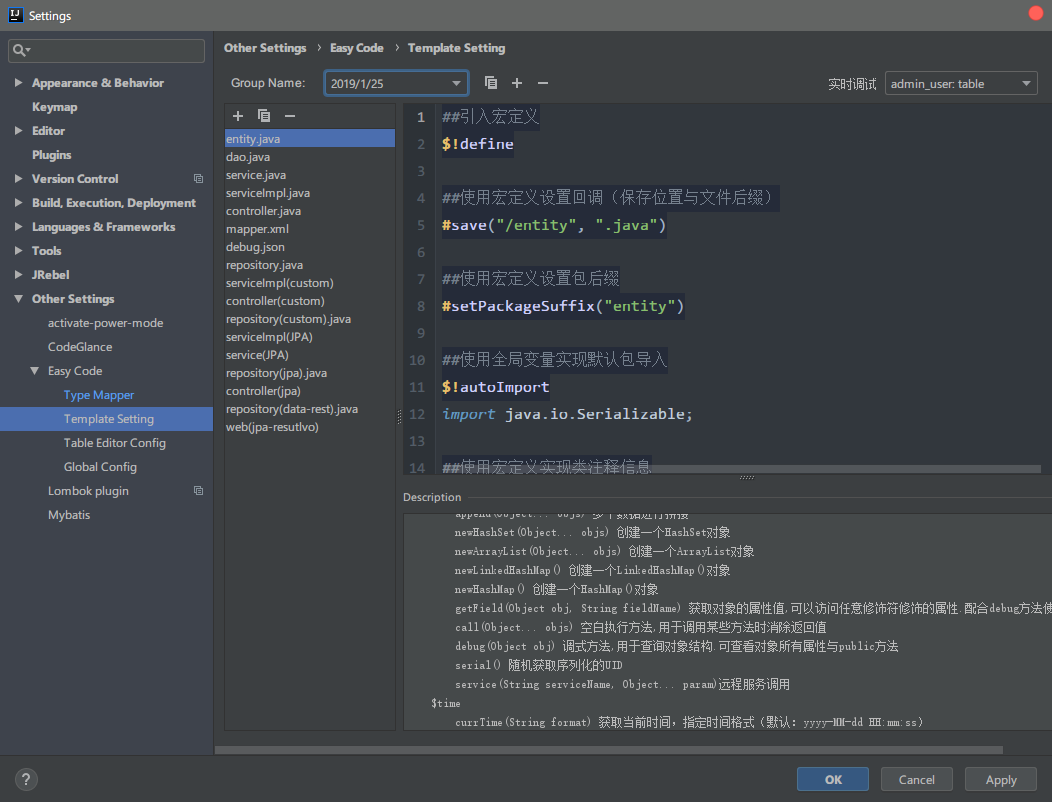 Settings
Other Settings › Easy Code › Template Setting
Group Name: 2019/1/25 实时调试 admin_user: table
Appearance & Behavior
Keymap
Editor
Plugins
Version Control
Build, Execution, Deployment
Languages & Frameworks
Tools
JRebel
Other Settings
activate-power-mode
CodeGlance
Easy Code
Type Mapper
Template Setting
Table Editor Config
Global Config
Lombok plugin
Mybatis
entity.java
dao.java
service.java
serviceImpl.java
controller.java
mapper.xml
debug.json
repository.java
serviceImpl(custom)
controller(custom)
repository(custom).java
serviceImpl(JPA)
service(JPA)
repository(jpa).java
controller(jpa)
repository(data-rest).java
web(jpa-resutlvo)
1 ##引入宏定义
2 $!define
3
4 ##使用宏定义设置回调（保存位置与文件后缀）
5 #save("/entity", ".java")
6
7 ##使用宏定义设置包后缀
8 #setPackageSuffix("entity")
9
10 ##使用全局变量实现默认包导入
11 $!autoImport
12 import java.io.Serializable;
13
14 ##使用宏定义实现类注释信息
Description
append(Object... objs) 多个数据进行拼接
newHashSet(Object... objs) 创建一个HashSet对象
newArrayList(Object... objs) 创建一个ArrayList对象
newLinkedHashMap() 创建一个LinkedHashMap()对象
newHashMap() 创建一个HashMap()对象
getField(Object obj, String fieldName) 获取对象的属性值,可以访问任意修饰符修饰的属性.配合debug方法使
call(Object... objs) 空白执行方法,用于调用某些方法时消除返回值
debug(Object obj) 调式方法,用于查询对象结构.可查看对象所有属性与public方法
serial() 随机获取序列化的UID
service(String serviceName, Object... param)远程服务调用
$time
currTime(String format) 获取当前时间，指定时间格式（默认：yyyy-MM-dd HH:mm:ss）
?
OK
Cancel
Apply